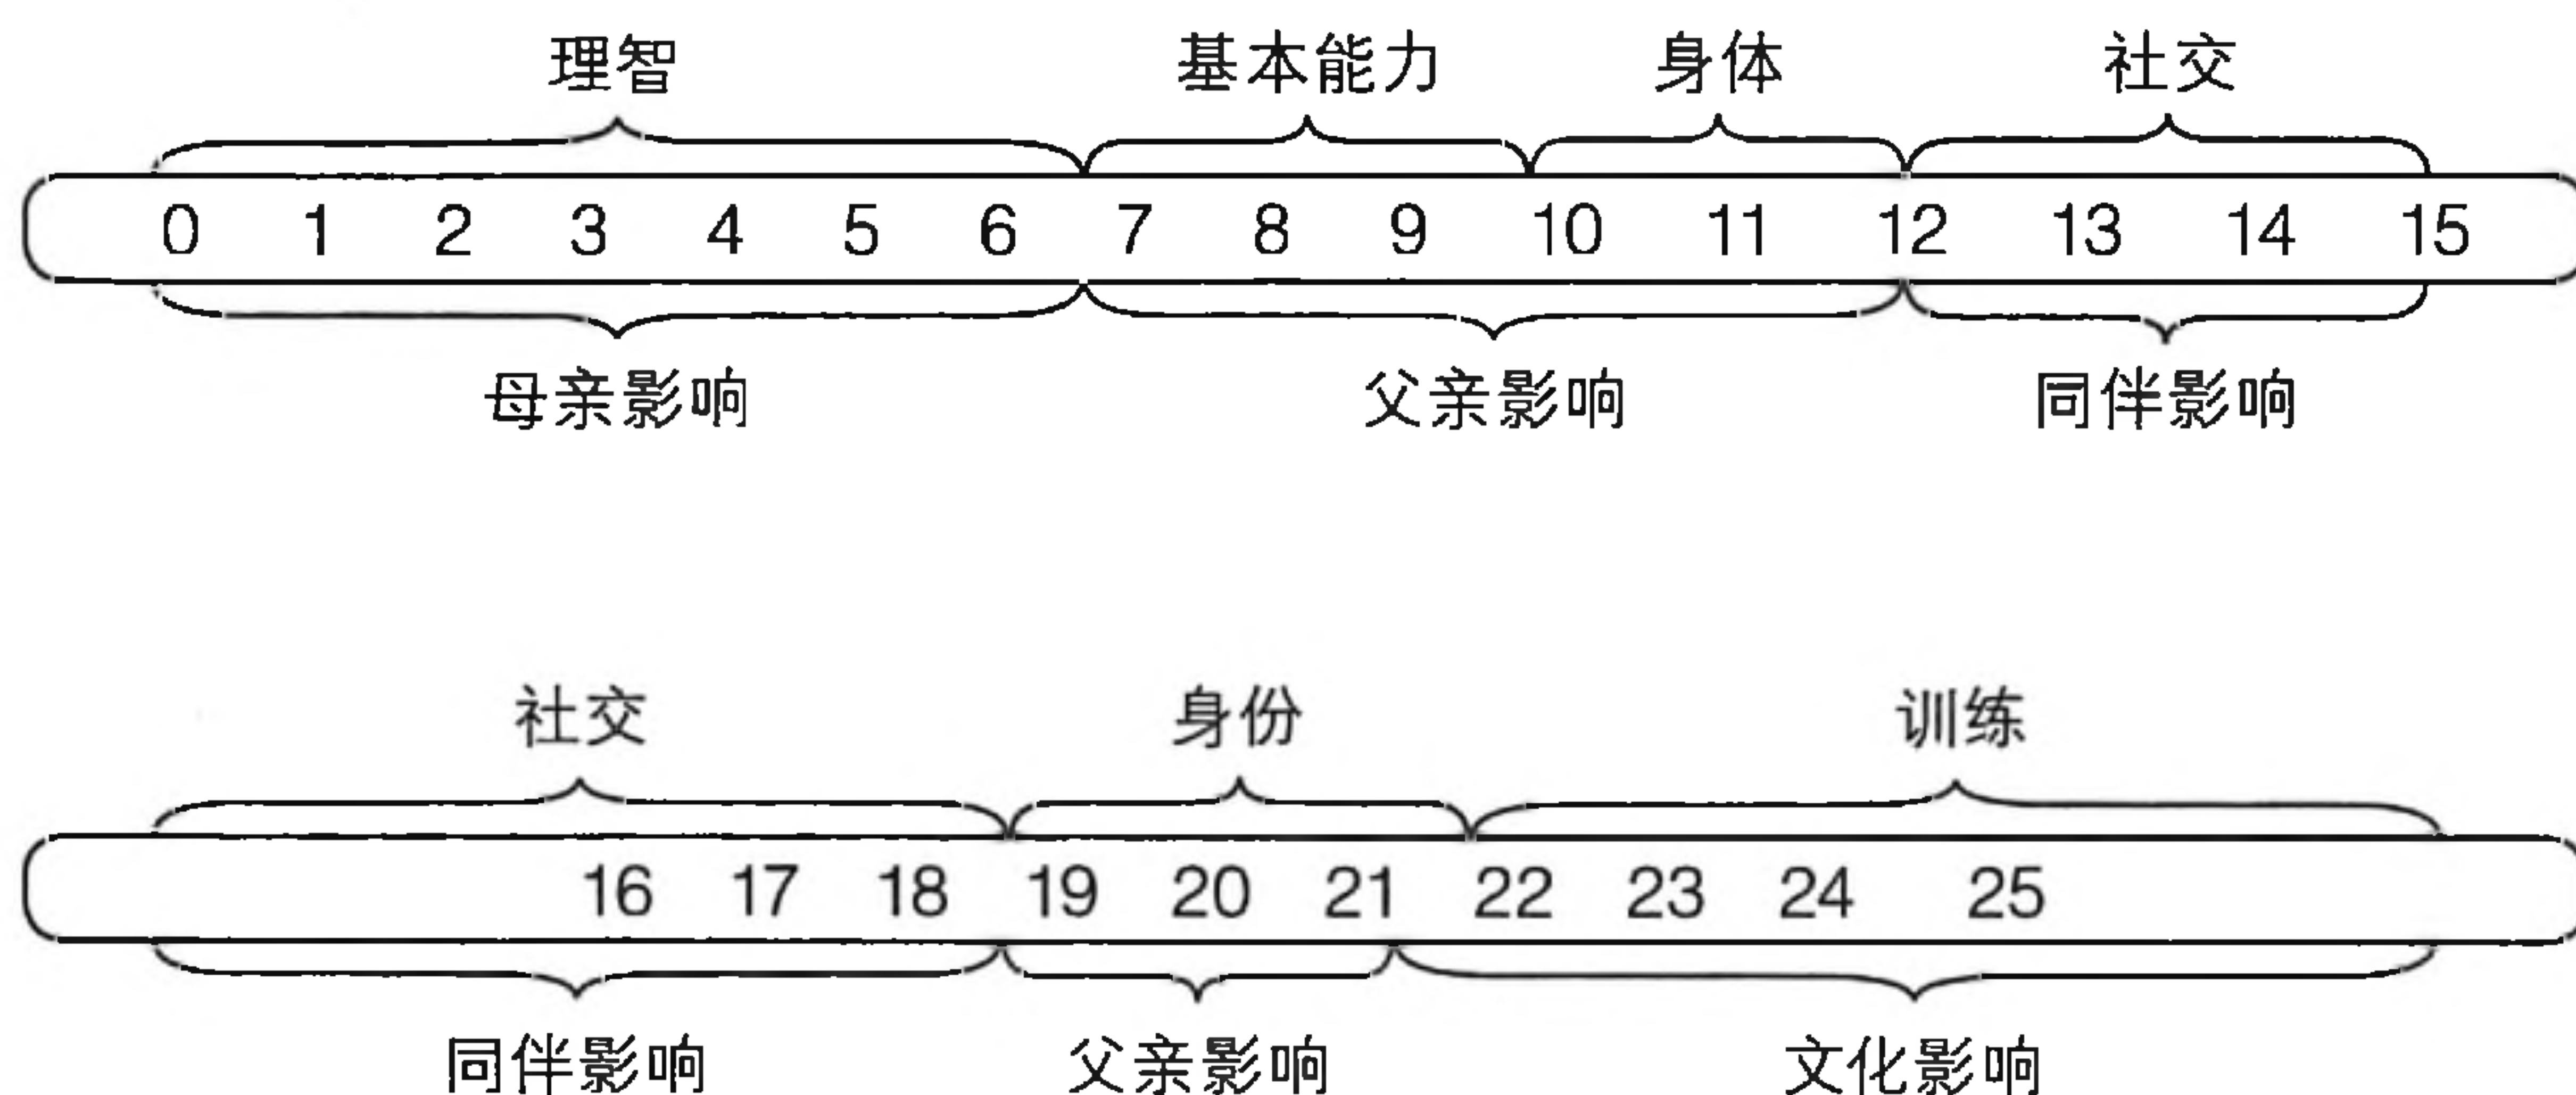 理智 基本能力 身体 社交
0 1 2 3 4 5 6 7 8 9 10 11 12 13 14 15
母亲影响 父亲影响 同伴影响
社交 身份 训练
16 17 18 19 20 21 22 23 24 25
同伴影响 父亲影响 文化影响